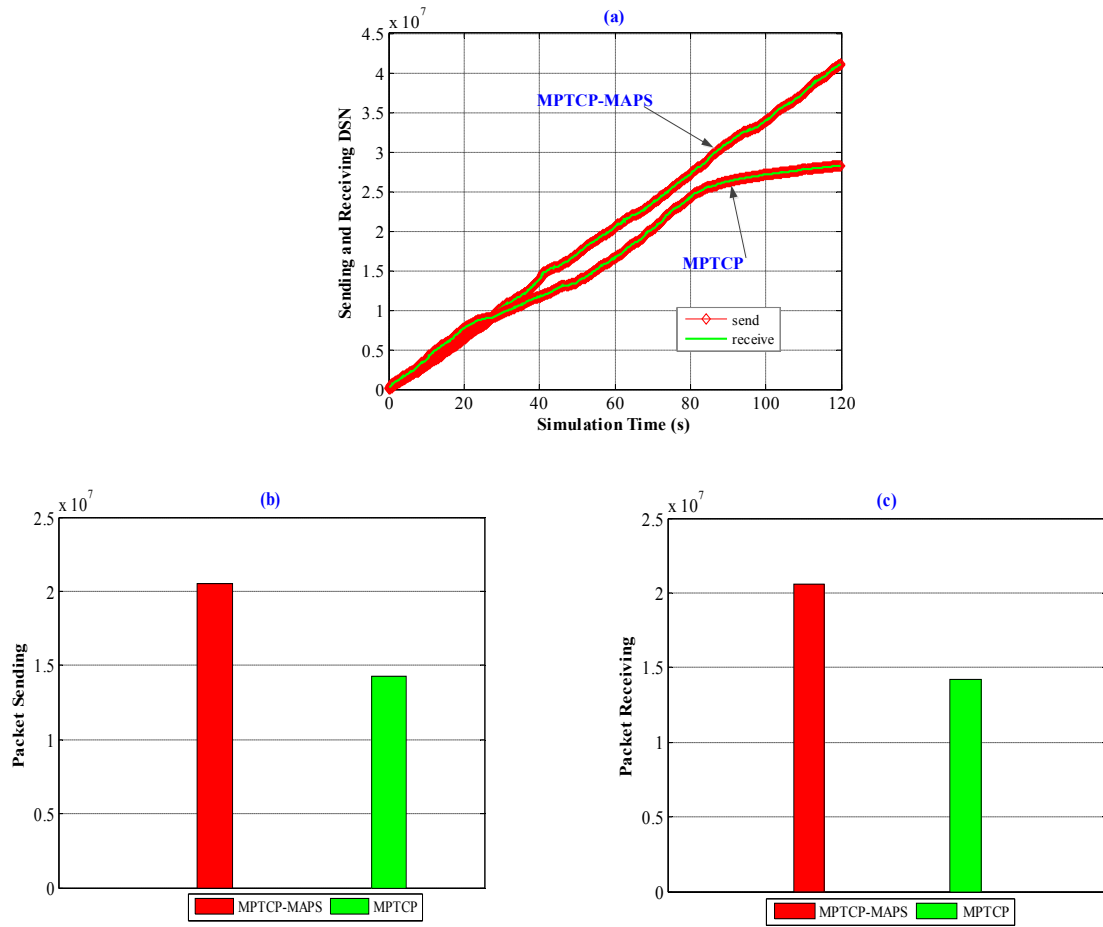 (a)
x 10^7
4.5
4
3.5
3
2.5
2
1.5
1
0.5
0
Sending and Receiving DSN
MPTCP-MAPS
MPTCP
send
receive
0 20 40 60 80 100 120
Simulation Time (s)
(b)
x 10^7
2.5
2
1.5
1
0.5
0
Packet Sending
MPTCP-MAPS MPTCP
(c)
x 10^7
2.5
2
1.5
1
0.5
0
Packet Receiving
MPTCP-MAPS MPTCP